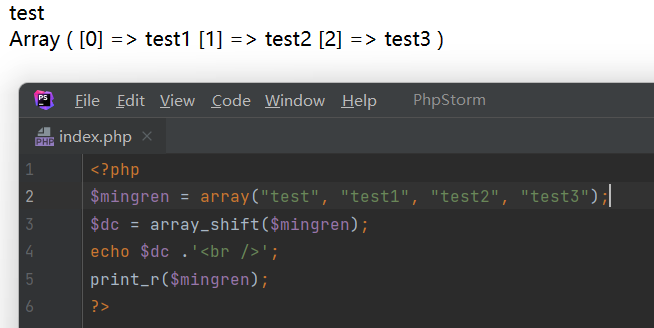 test
Array ( [0] => test1 [1] => test2 [2] => test3 )
PS File Edit View Code Window Help PhpStorm
PHP index.php ×
1 <?php
2 $mingren = array("test", "test1", "test2", "test3");
3 $dc = array_shift($mingren);
4 echo $dc .'<br />';
5 print_r($mingren);
6 ?>